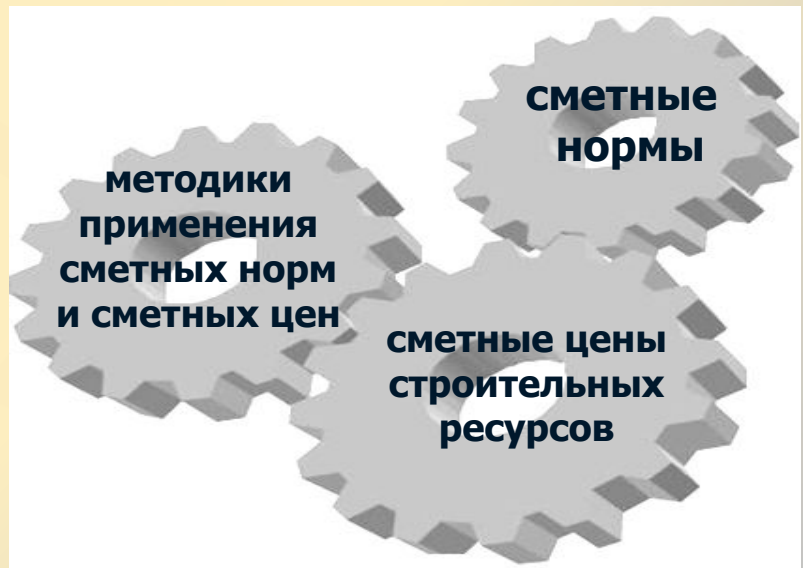 сметные
нормы
методики
применения
сметных норм
и сметных цен
сметные цены
строительных
ресурсов